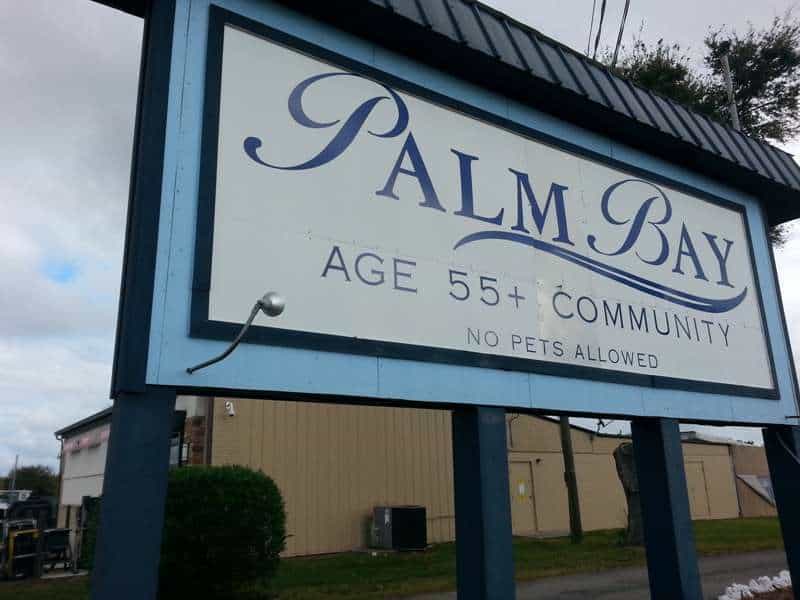 PALM BAY
AGE 55+ COMMUNITY
NO PETS ALLOWED